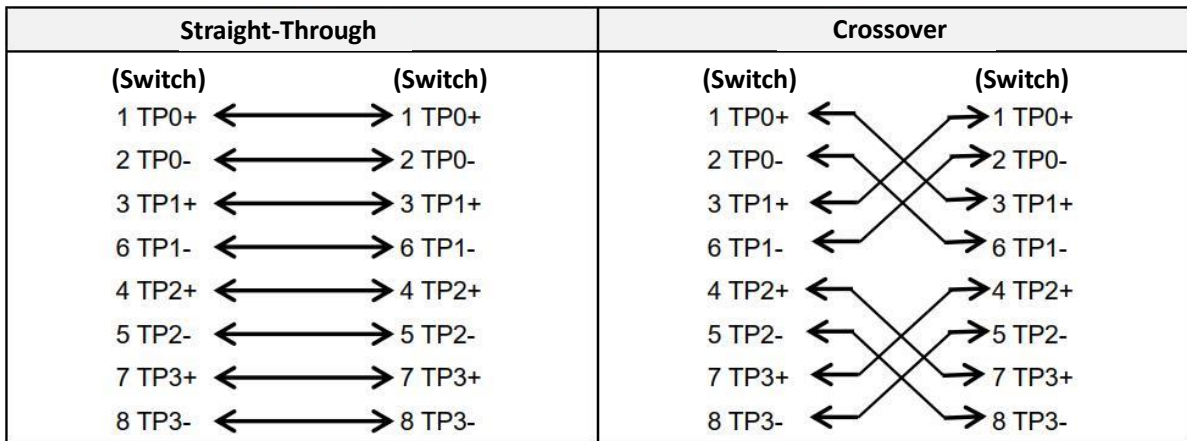 Straight-Through Crossover
(Switch) (Switch) (Switch) (Switch)
1 TP0+ 1 TP0+ 1 TP0+ 1 TP0+
2 TP0- 2 TP0- 2 TP0- 2 TP0-
3 TP1+ 3 TP1+ 3 TP1+ 3 TP1+
6 TP1- 6 TP1- 6 TP1- 6 TP1-
4 TP2+ 4 TP2+ 4 TP2+ 4 TP2+
5 TP2- 5 TP2- 5 TP2- 5 TP2-
7 TP3+ 7 TP3+ 7 TP3+ 7 TP3+
8 TP3- 8 TP3- 8 TP3- 8 TP3-